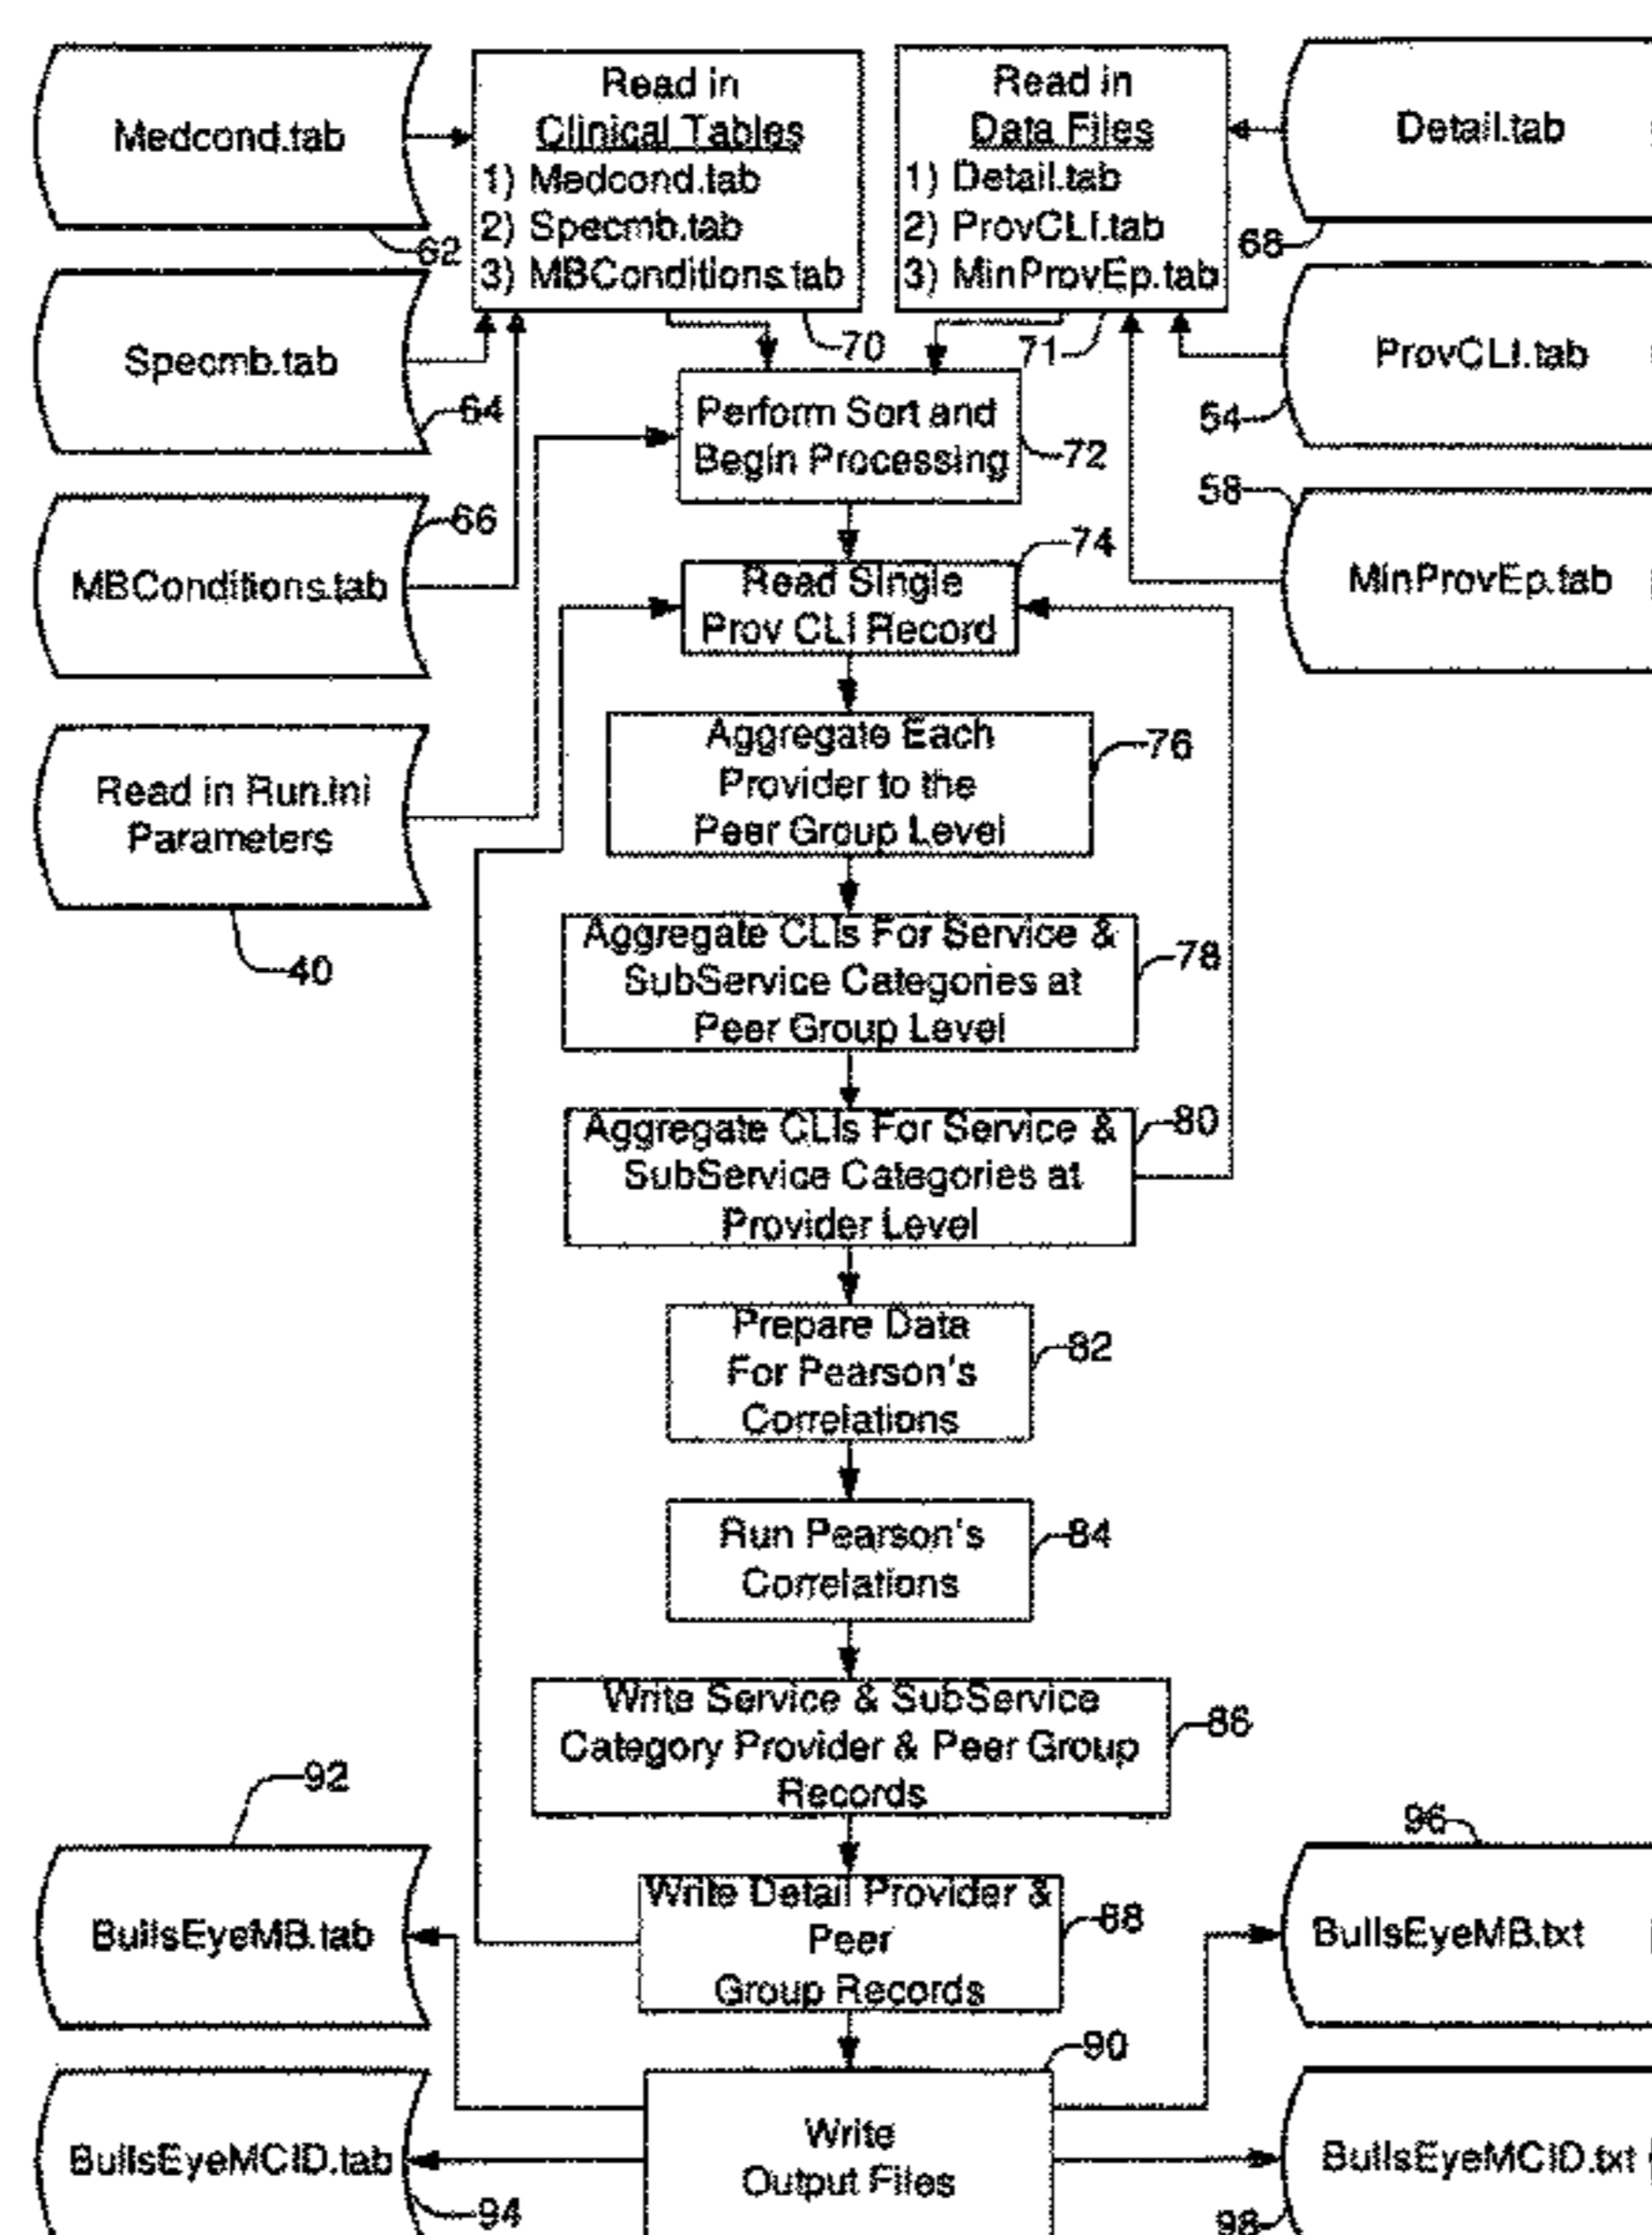 Medcond.tab
62
Read in
Clinical Tables
1) Medcond.tab
2) Specmb.tab
3) MBConditions.tab
70
Read in
Data Files
1) Detail.tab
2) ProvCLI.tab
3) MinProvEp.tab
71
Detail.tab
68
Specmb.tab
64
ProvCLI.tab
54
Perform Sort and
Begin Processing
72
MBConditions.tab
66
MinProvEp.tab
58
Read Single
Prov CLI Record
74
Read in Run.ini
Parameters
40
Aggregate Each
Provider to the
Peer Group Level
76
Aggregate CLIs For Service &
SubService Categories at
Peer Group Level
78
Aggregate CLIs For Service &
SubService Categories at
Provider Level
80
Prepare Data
For Pearson's
Correlations
82
Run Pearson's
Correlations
84
Write Service & SubService
Category Provider & Peer Group
Records
86
Write Detail Provider &
Peer
Group Records
88
92
BullsEyeMB.tab
96
BullsEyeMB.txt
90
Write
Output Files
BullsEyeMCID.tab
94
BullsEyeMCID.txt
98